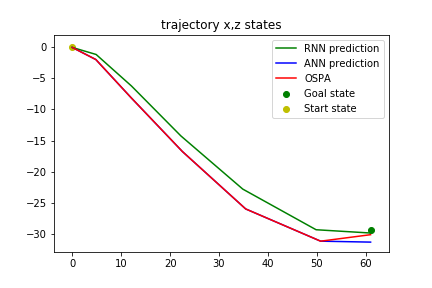 trajectory x,z states
RNN prediction
ANN prediction
OSPA
Goal state
Start state
0
−5
−10
−15
−20
−25
−30
0 10 20 30 40 50 60